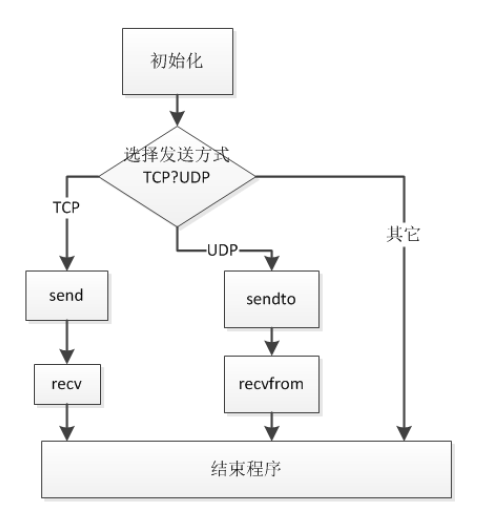 初始化
选择发送方式
TCP?UDP
TCP
其它
UDP
send
sendto
recv
recvfrom
结束程序